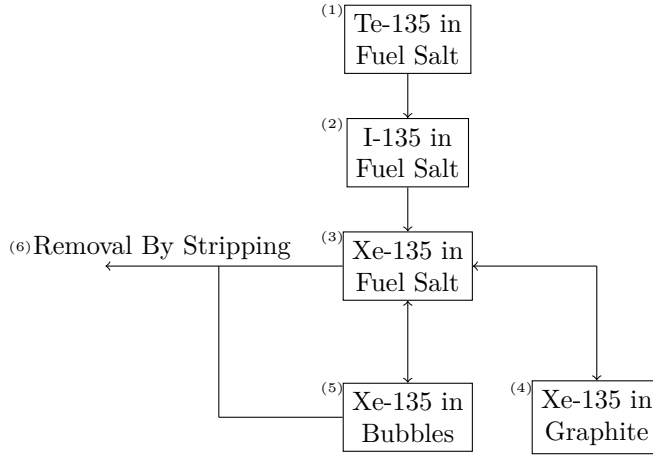 (1)
Te-135 in
Fuel Salt
(2)
I-135 in
Fuel Salt
(6) Removal By Stripping
(3)
Xe-135 in
Fuel Salt
(5)
Xe-135 in
Bubbles
(4)
Xe-135 in
Graphite